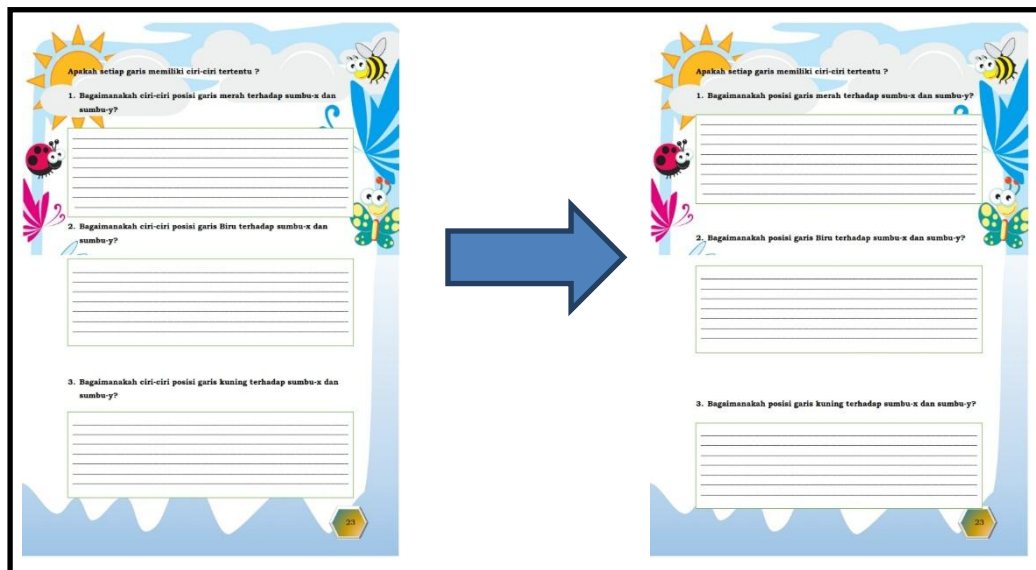 Apakah setiap garis memiliki ciri-ciri tertentu ?
1. Bagaimanakah ciri-ciri posisi garis merah terhadap sumbu-x dan
sumbu-y?
2. Bagaimanakah ciri-ciri posisi garis Biru terhadap sumbu-x dan
sumbu-y?
3. Bagaimanakah ciri-ciri posisi garis kuning terhadap sumbu-x dan
sumbu-y?
23
Apakah setiap garis memiliki ciri-ciri tertentu ?
1. Bagaimanakah posisi garis merah terhadap sumbu-x dan sumbu-y?
2. Bagaimanakah posisi garis Biru terhadap sumbu-x dan sumbu-y?
3. Bagaimanakah posisi garis kuning terhadap sumbu-x dan sumbu-y?
23